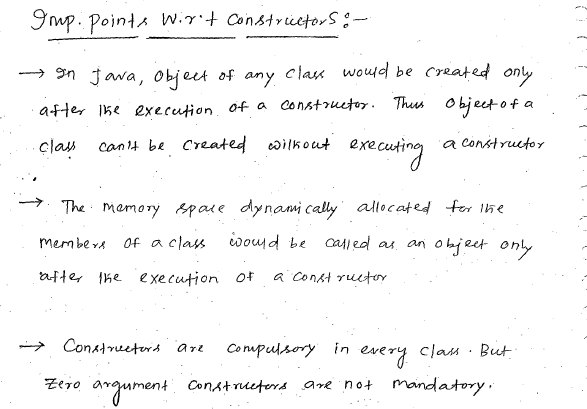 Imp. points W.r.t Constructors:-
→ In Java, Object of any class would be created only
after the execution of a constructor. Thus Object of a
class can't be created without executing a constructor
→ The memory space dynamically allocated for the
members of a class would be called as an object only
after the execution of a constructor
→ Constructors are compulsory in every class. But
Zero argument constructors are not mandatory.